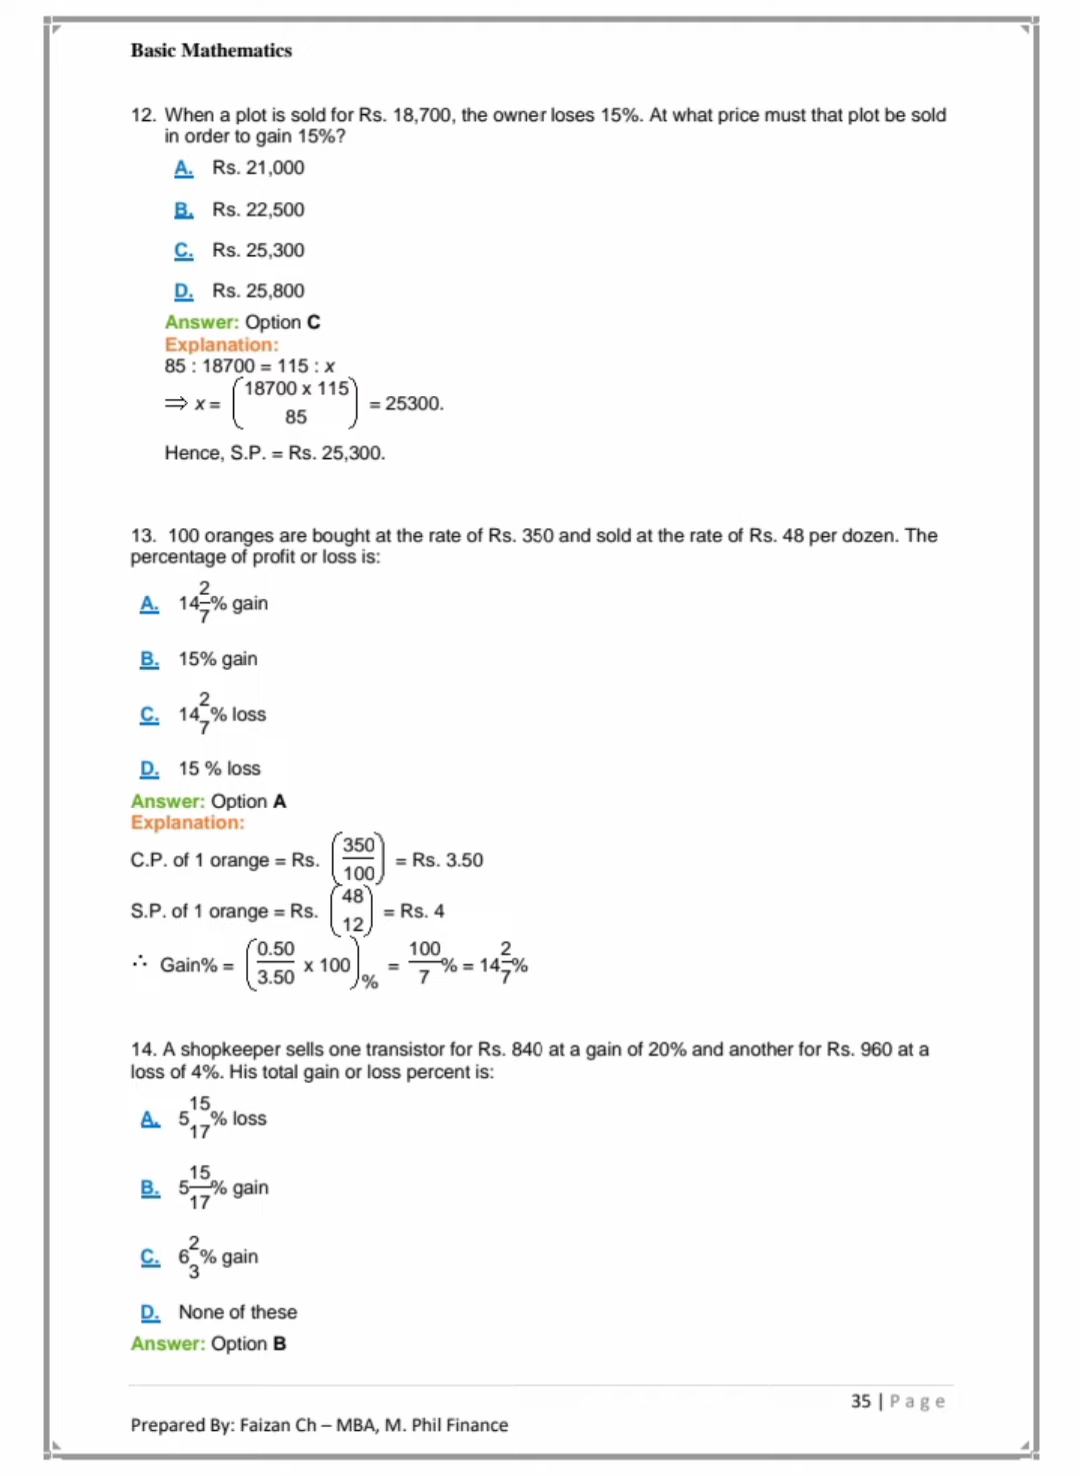 Basic Mathematics
12. When a plot is sold for Rs. 18,700, the owner loses 15%. At what price must that plot be sold
in order to gain 15%?
A. Rs. 21,000
B. Rs. 22,500
C. Rs. 25,300
D. Rs. 25,800
Answer: Option C
Explanation:
85 : 18700 = 115 : x
⇒ x = (18700 x 115 / 85) = 25300.
Hence, S.P. = Rs. 25,300.
13. 100 oranges are bought at the rate of Rs. 350 and sold at the rate of Rs. 48 per dozen. The
percentage of profit or loss is:
A. 14 2/7% gain
B. 15% gain
C. 14 2/7% loss
D. 15 % loss
Answer: Option A
Explanation:
C.P. of 1 orange = Rs. (350/100) = Rs. 3.50
S.P. of 1 orange = Rs. (48/12) = Rs. 4
∴ Gain% = (0.50/3.50 x 100)% = 100/7% = 14 2/7%
14. A shopkeeper sells one transistor for Rs. 840 at a gain of 20% and another for Rs. 960 at a
loss of 4%. His total gain or loss percent is:
A. 5 15/17% loss
B. 5 15/17% gain
C. 6 2/3% gain
D. None of these
Answer: Option B
35 | Page
Prepared By: Faizan Ch – MBA, M. Phil Finance